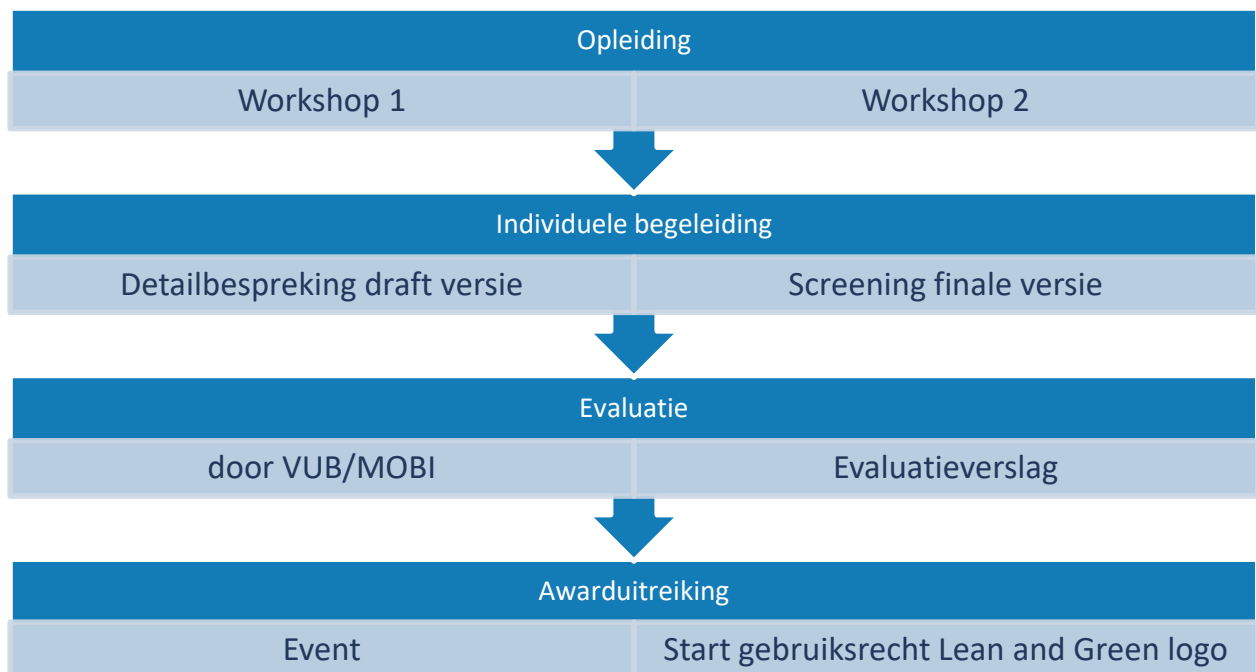 Opleiding
Workshop 1
Workshop 2
Individuele begeleiding
Detailbespreking draft versie
Screening finale versie
Evaluatie
door VUB/MOBI
Evaluatieverslag
Awarduitreiking
Event
Start gebruiksrecht Lean and Green logo